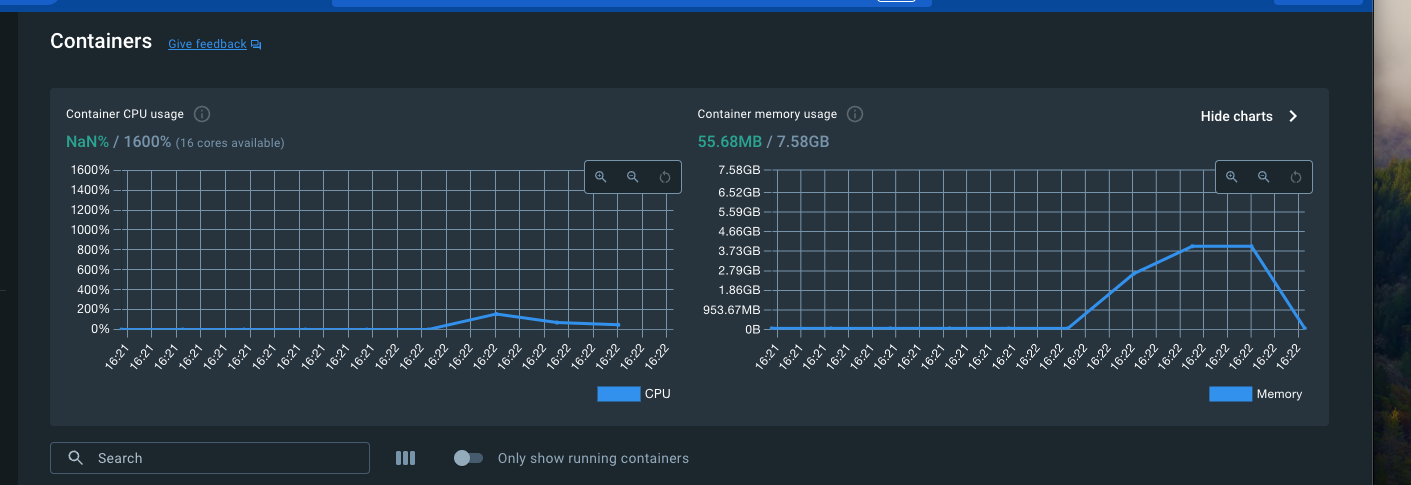 Containers Give feedback
Container CPU usage
NaN% / 1600% (16 cores available)
1600%
1400%
1200%
1000%
800%
600%
400%
200%
0%
16:21 16:21 16:21 16:21 16:21 16:21 16:21 16:21 16:21 16:21 16:21 16:22 16:22 16:22 16:22 16:22 16:22 16:22 16:22 16:22 16:22 16:22 16:22
CPU
Container memory usage
Hide charts
55.68MB / 7.58GB
7.58GB
6.52GB
5.59GB
4.66GB
3.73GB
2.79GB
1.86GB
953.67MB
0B
16:21 16:21 16:21 16:21 16:21 16:21 16:21 16:21 16:21 16:21 16:21 16:22 16:22 16:22 16:22 16:22 16:22 16:22 16:22 16:22 16:22 16:22 16:22
Memory
Search
Only show running containers